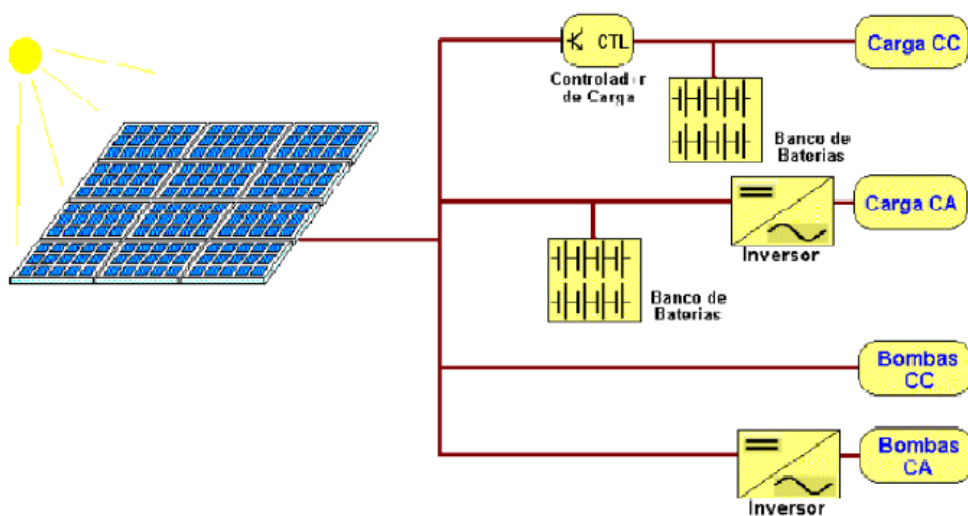 CTL
Controlador
de Carga
Carga CC
Banco de
Baterias
Carga CA
Inversor
Banco de
Baterias
Bombas
CC
Bombas
CA
Inversor